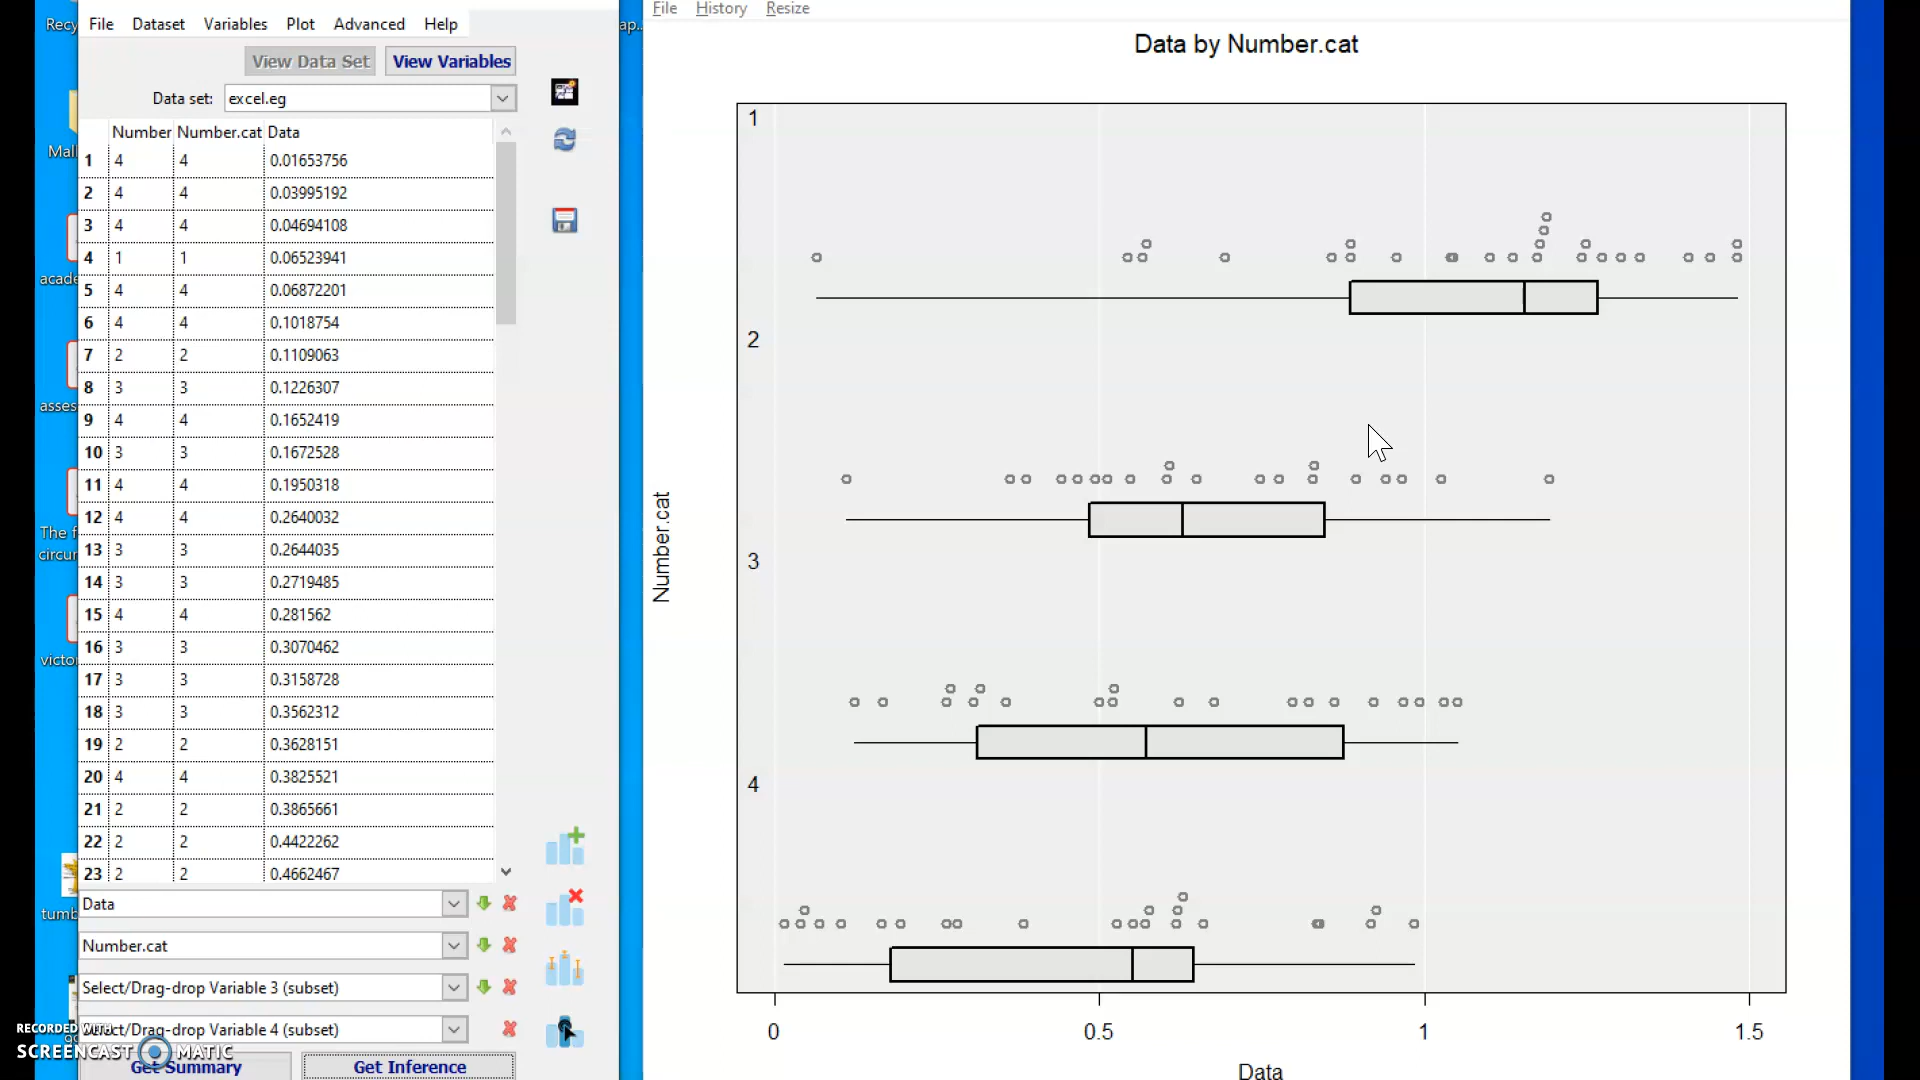 Recy
Mall
acade
asses
The f
circun
victor
tumb
ap..
File Dataset Variables Plot Advanced Help
View Data Set View Variables
Data set: excel.eg
Number Number.cat Data
1 4 4 0.01653756
2 4 4 0.03995192
3 4 4 0.04694108
4 1 1 0.06523941
5 4 4 0.06872201
6 4 4 0.1018754
7 2 2 0.1109063
8 3 3 0.1226307
9 4 4 0.1652419
10 3 3 0.1672528
11 4 4 0.1950318
12 4 4 0.2640032
13 3 3 0.2644035
14 3 3 0.2719485
15 4 4 0.281562
16 3 3 0.3070462
17 3 3 0.3158728
18 3 3 0.3562312
19 2 2 0.3628151
20 4 4 0.3825521
21 2 2 0.3865661
22 2 2 0.4422262
23 2 2 0.4662467
Data
Number.cat
Select/Drag-drop Variable 3 (subset)
Select/Drag-drop Variable 4 (subset)
Get Summary Get Inference
RECORDED WITH
SCREENCAST MATIC
File History Resize
Data by Number.cat
1
2
3
4
Number.cat
0 0.5 1 1.5
Data